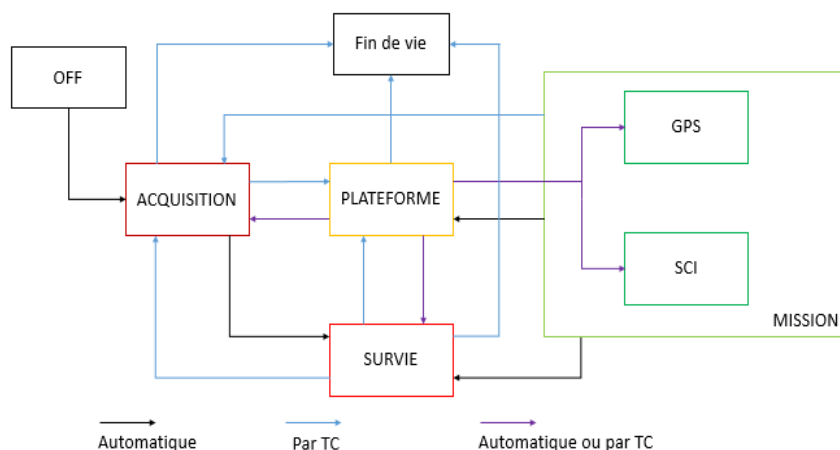 Fin de vie
OFF
GPS
ACQUISITION
PLATEFORME
SCI
MISSION
SURVIE
Automatique
Par TC
Automatique ou par TC